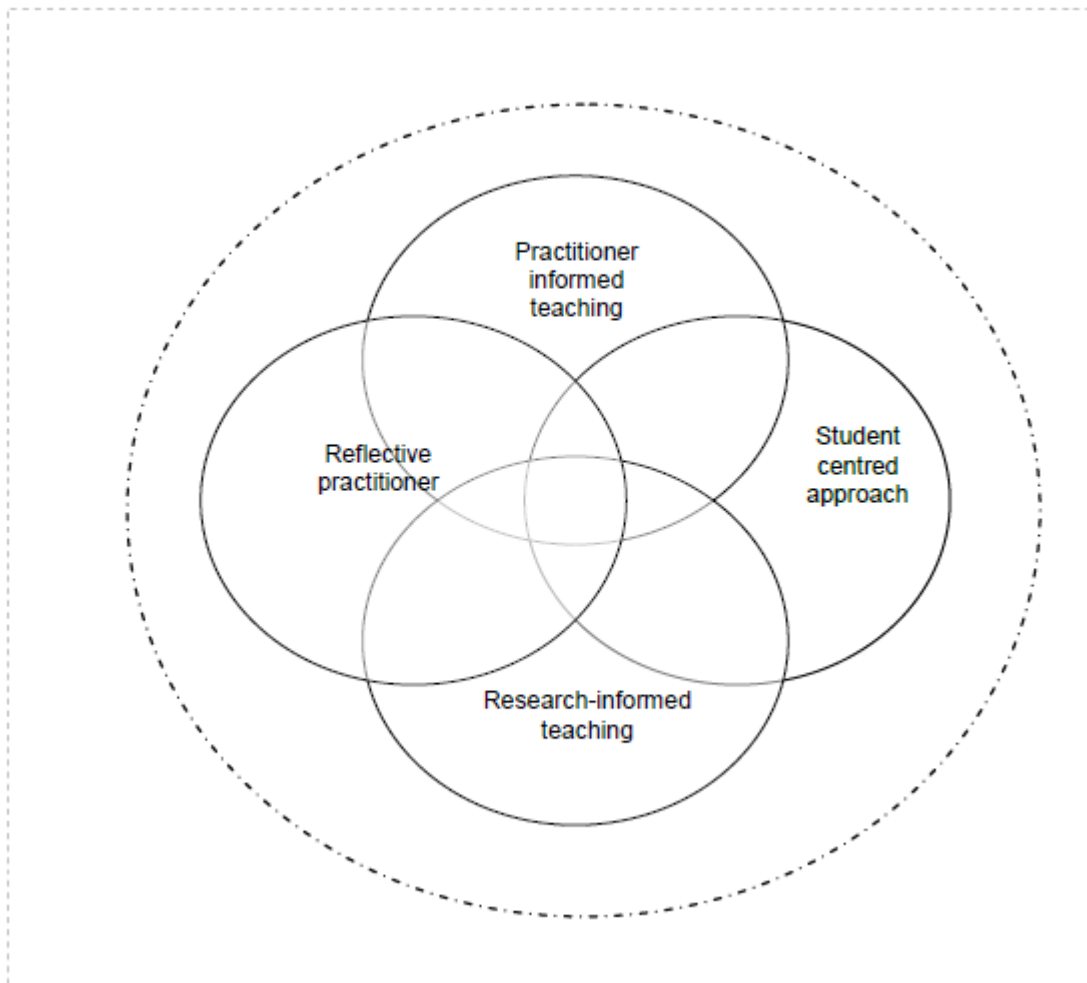 Practitioner
informed
teaching
Reflective
practitioner
Student
centred
approach
Research-informed
teaching